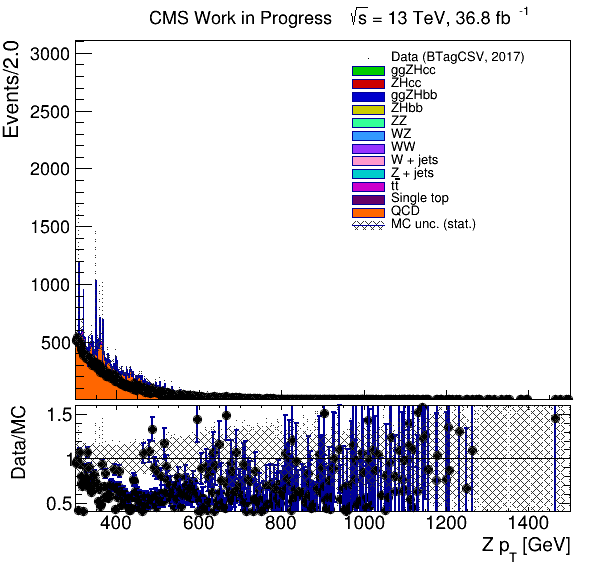 CMS Work in Progress √s = 13 TeV, 36.8 fb -1
Events/2.0
3000
2500
2000
1500
1000
500
Data (BTagCSV, 2017)
ggZHcc
ZHcc
ggZHbb
ZHbb
ZZ
WZ
WW
W + jets
Z + jets
tt̅
Single top
QCD
MC unc. (stat.)
Data/MC
1.5
1
0.5
400 600 800 1000 1200 1400
Z pT [GeV]